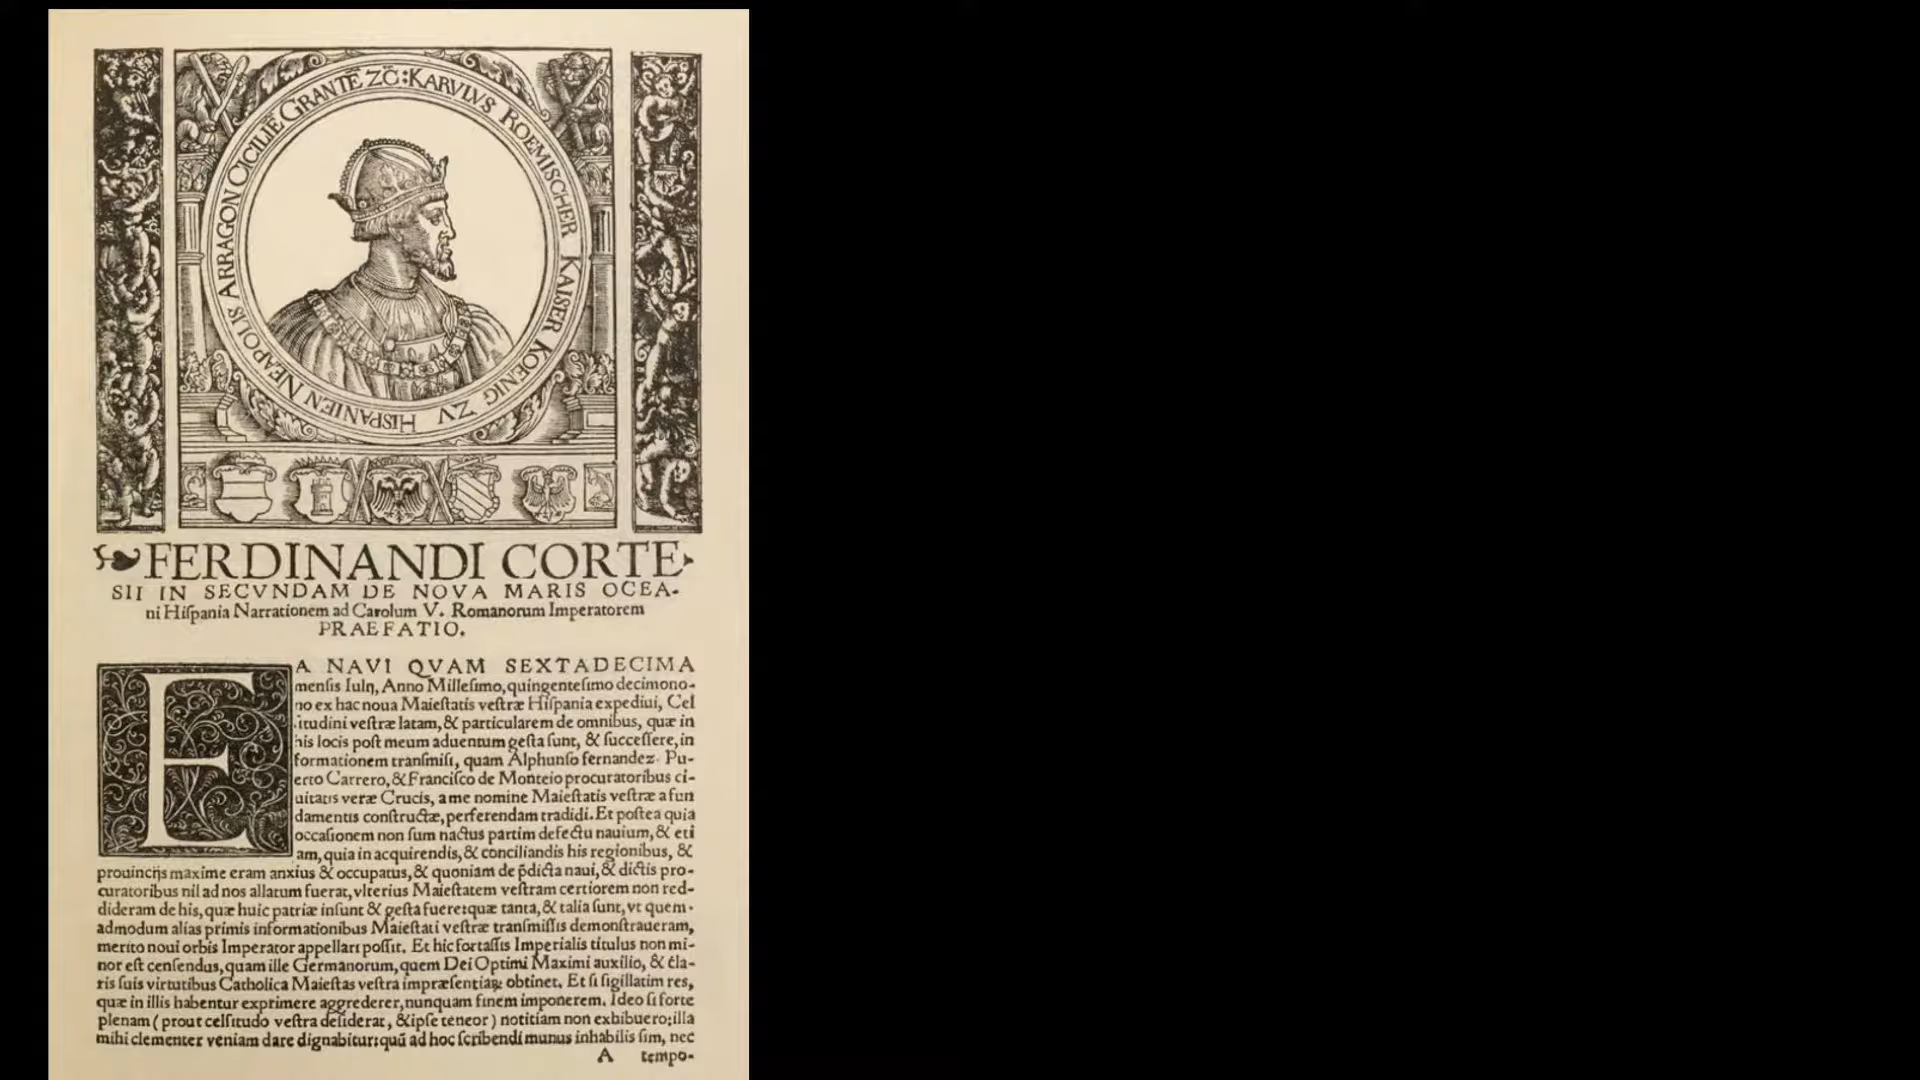 KARVLVS ROEMISCHER KAISER KOENIG ZV HISPANIEN NEAPOLIS ARRAGON CICILIĒ GRANTĒ ZC̄:
FERDINANDI CORTE-
SII IN SECVNDAM DE NOVA MARIS OCEA-
ni Hiſpania Narrationem ad Carolum V. Romanorum Imperatorem
PRAEFATIO.
EA NAVI QVAM SEXTADECIMA
menſis Iulij, Anno Milleſimo, quingenteſimo decimono-
no ex hac noua Maieſtatis veſtræ Hiſpania expediui, Cel
ſitudini veſtræ latam, & particularem de omnibus, quæ in
his locis poſt meum aduentum geſta ſunt, & ſucceſſere, in
formationem tranſmiſi, quam Alphunſo fernandez. Pu-
erto Carrero, & Franciſco de Monteio procuratoribus ci-
uitatis veræ Crucis, a me nomine Maieſtatis veſtræ a fun
damentis conſtructæ, perferendam tradidi. Et poſtea quia
occaſionem non ſum nactus partim defectu nauium, & eti
am, quia in acquirendis, & conciliandis his regionibus, &
prouincijs maxime eram anxius & occupatus, & quoniam de p̄dicta naui, & dictis pro-
curatoribus nil ad nos allatum fuerat, vlterius Maieſtatem veſtram certiorem non red-
dideram de his, quæ huic patriæ inſunt & geſta fuere: quæ tanta, & talia ſunt, vt quem-
admodum alias primis informationibus Maieſtati veſtræ tranſmiſſis demonſtraueram,
merito noui orbis Imperator appellari poſſit. Et hic fortaſſis Imperialis titulus non mi-
nor eſt cenſendus, quam ille Germanorum, quem Dei Optimi Maximi auxilio, & cla-
ris ſuis virtutibus Catholica Maieſtas veſtra impræſentiaꝝ obtinet. Et ſi ſigillatim res,
quæ in illis habentur exprimere aggrederer, nunquam finem imponerem. Ideo ſi forte
plenam (prout celſitudo veſtra deſiderat, & ipſe teneor) notitiam non exhibuero: illa
mihi clementer veniam dare dignabitur: quū ad hoc ſcribendi munus inhabilis ſim, nec
A tempo-